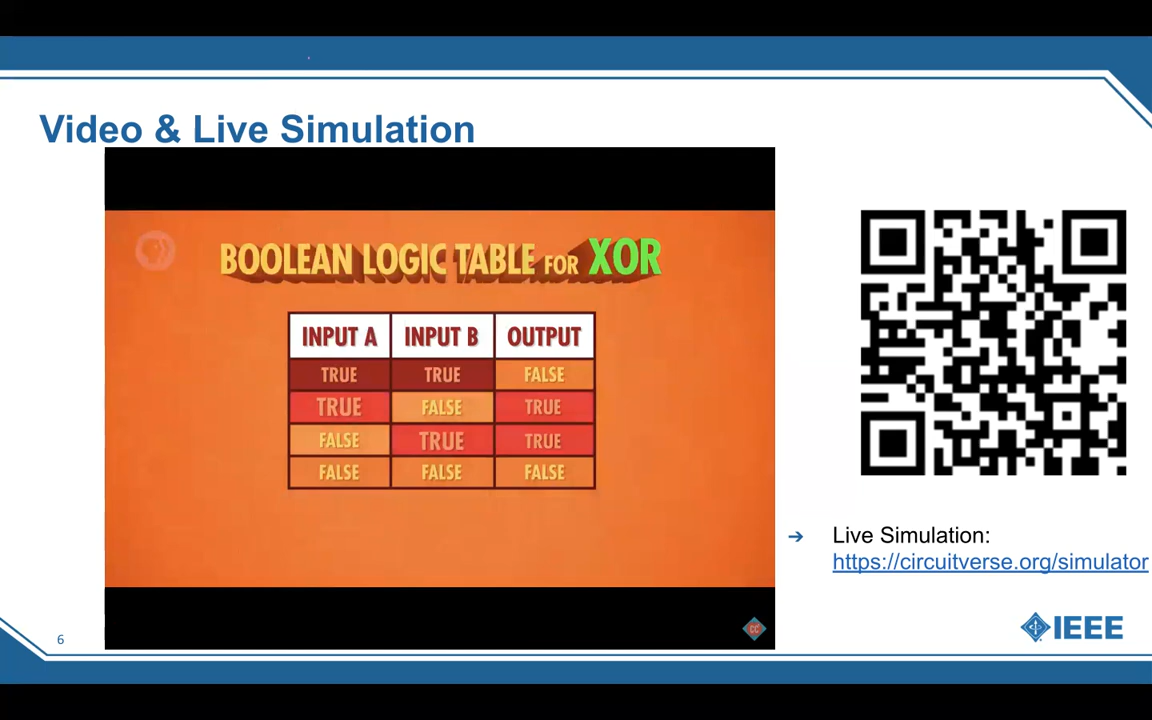 Video & Live Simulation
BOOLEAN LOGIC TABLE FOR XOR
INPUT A INPUT B OUTPUT
TRUE TRUE FALSE
TRUE FALSE TRUE
FALSE TRUE TRUE
FALSE FALSE FALSE
CC
➔ Live Simulation:
https://circuitverse.org/simulator
IEEE
6